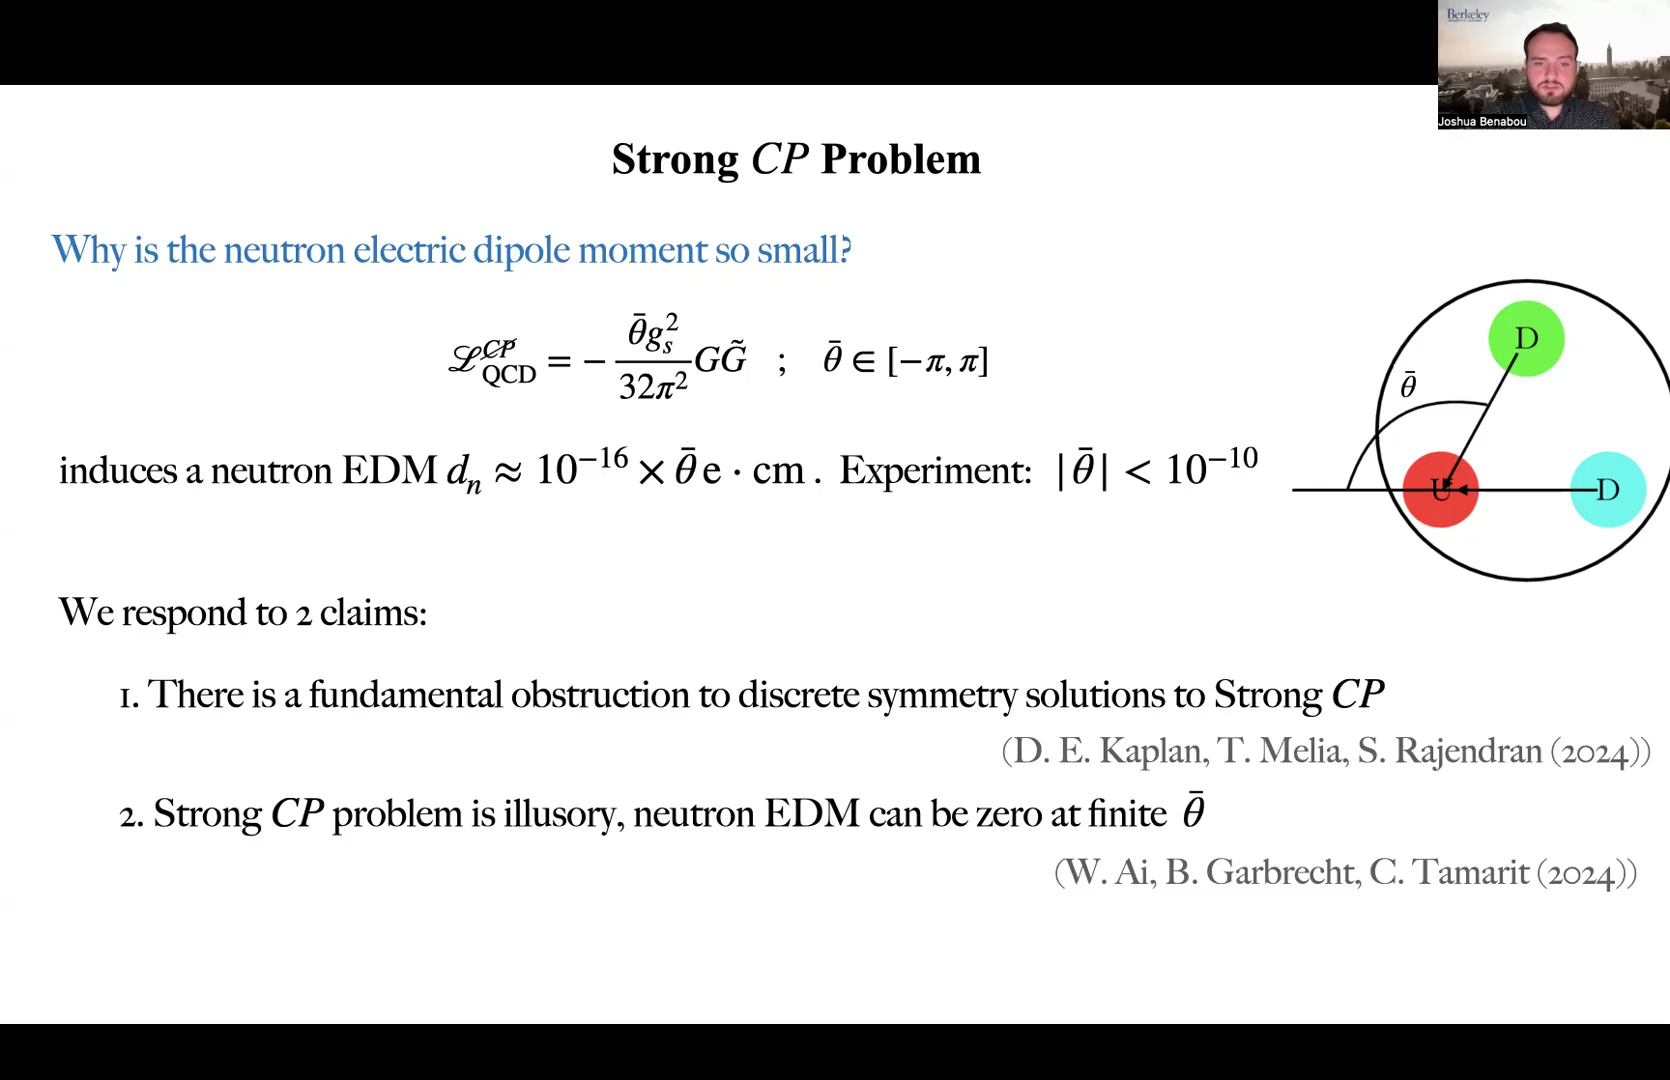 Berkeley
Joshua Benabou
Strong CP Problem
Why is the neutron electric dipole moment so small?
ℒ_QCD^{C̸P̸} = − (θ̄g_s²)/(32π²) GG̃ ; θ̄ ∈ [−π, π]
induces a neutron EDM dₙ ≈ 10⁻¹⁶ × θ̄ e · cm . Experiment: |θ̄| < 10⁻¹⁰
D
θ̄
U
D
We respond to 2 claims:
1. There is a fundamental obstruction to discrete symmetry solutions to Strong CP
(D. E. Kaplan, T. Melia, S. Rajendran (2024))
2. Strong CP problem is illusory, neutron EDM can be zero at finite θ̄
(W. Ai, B. Garbrecht, C. Tamarit (2024))